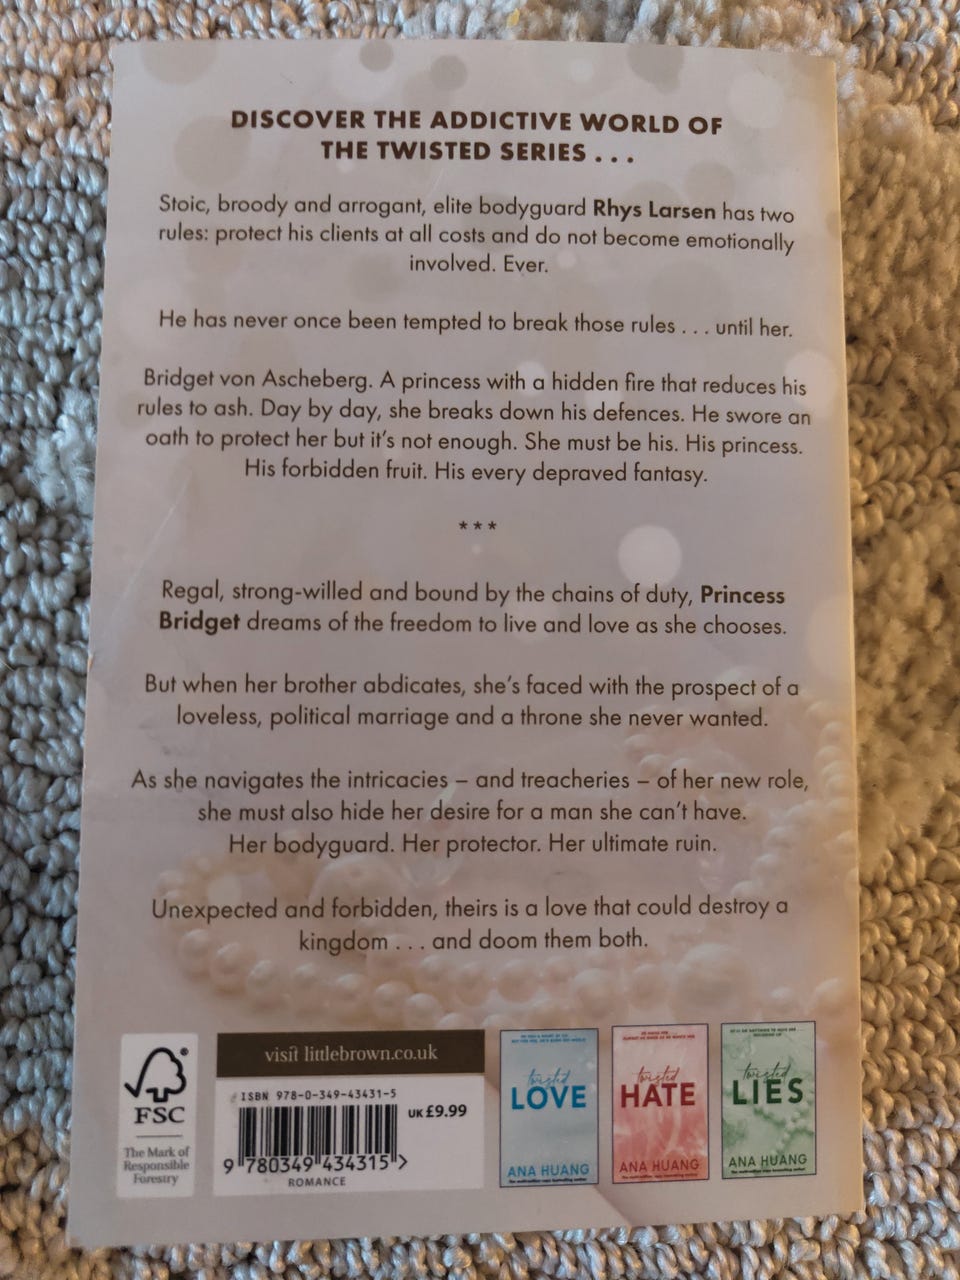 DISCOVER THE ADDICTIVE WORLD OF
THE TWISTED SERIES . . .
Stoic, broody and arrogant, elite bodyguard Rhys Larsen has two
rules: protect his clients at all costs and do not become emotionally
involved. Ever.
He has never once been tempted to break those rules . . . until her.
Bridget von Ascheberg. A princess with a hidden fire that reduces his
rules to ash. Day by day, she breaks down his defences. He swore an
oath to protect her but it's not enough. She must be his. His princess.
His forbidden fruit. His every depraved fantasy.
***
Regal, strong-willed and bound by the chains of duty, Princess
Bridget dreams of the freedom to live and love as she chooses.
But when her brother abdicates, she's faced with the prospect of a
loveless, political marriage and a throne she never wanted.
As she navigates the intricacies – and treacheries – of her new role,
she must also hide her desire for a man she can't have.
Her bodyguard. Her protector. Her ultimate ruin.
Unexpected and forbidden, theirs is a love that could destroy a
kingdom . . . and doom them both.
®
FSC
The Mark of
Responsible
Forestry
visit littlebrown.co.uk
ISBN 978-0-349-43431-5
UK £9.99
9 780349 434315 >
ROMANCE
twisted
LOVE
ANA HUANG
twisted
HATE
ANA HUANG
twisted
LIES
ANA HUANG